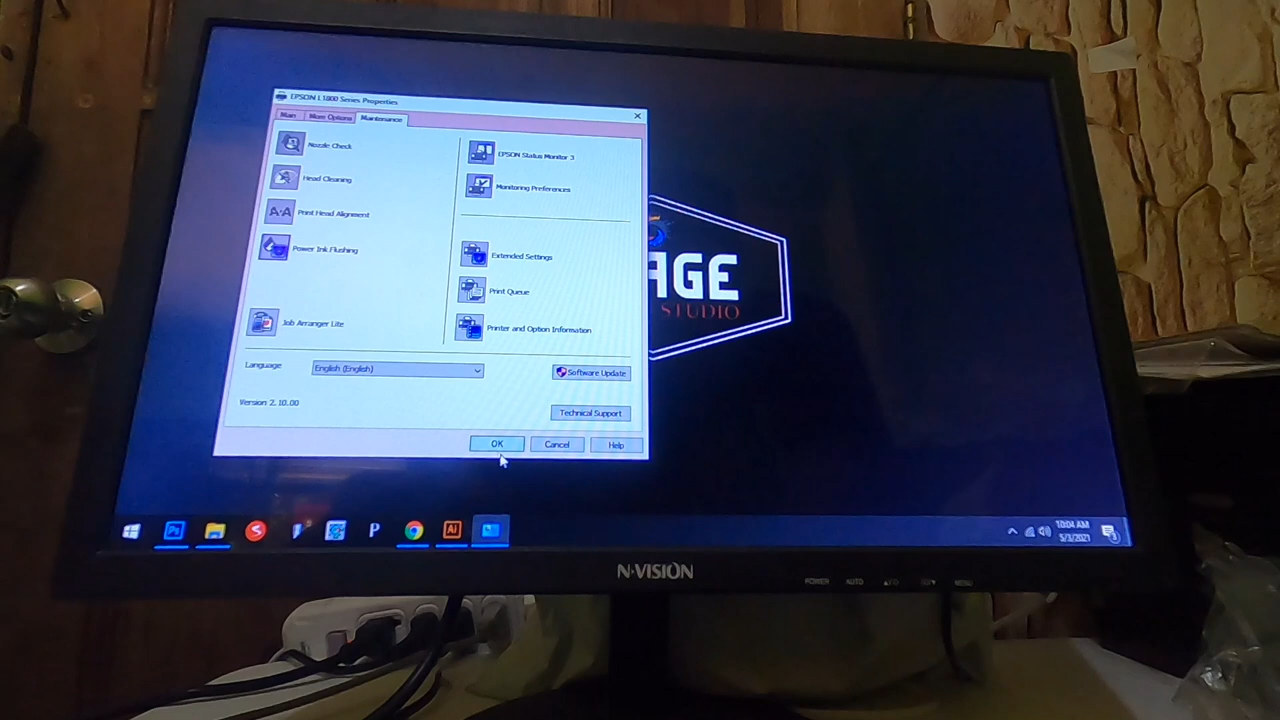 EPSON L1800 Series Properties
Main
More Options
Maintenance
Nozzle Check
Head Cleaning
Print Head Alignment
Power Ink Flushing
Job Arranger Lite
EPSON Status Monitor 3
Monitoring Preferences
Extended Settings
Print Queue
Printer and Option Information
Language
English (English)
Software Update
Version 2.10.00
Technical Support
OK
Cancel
Help
AGE
STUDIO
Ps
S
P
Ai
10:04 AM
5/3/2021
N-VISION
POWER
AUTO
MENU